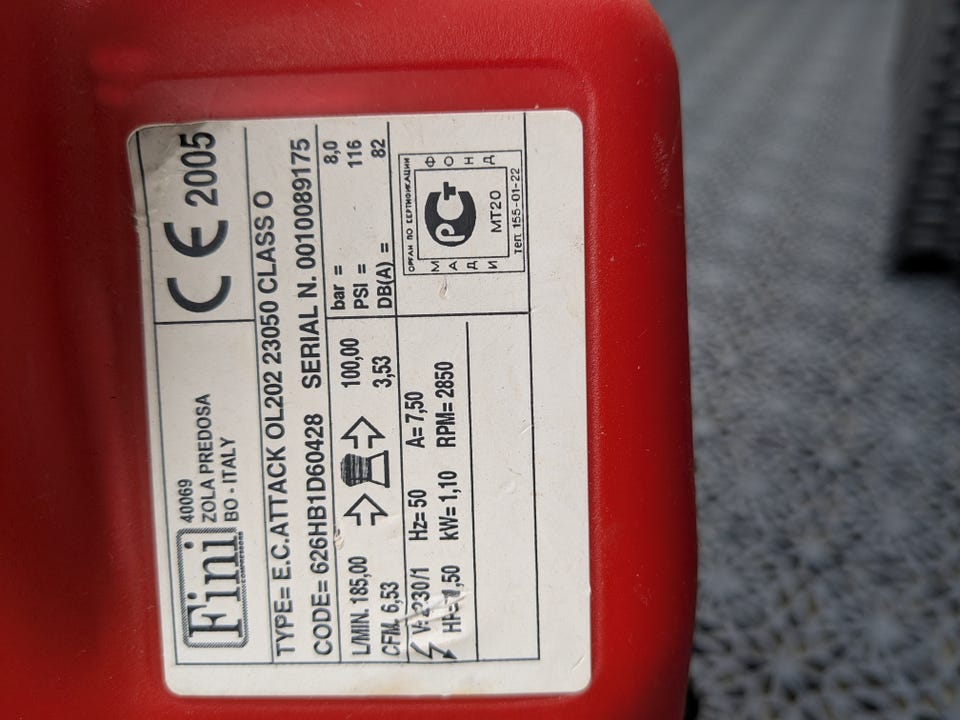 Fini
COMPRESSORS
40069
ZOLA PREDOSA
BO - ITALY
CE 2005
TYPE= E.C.ATTACK OL202 23050 CLASS O
CODE= 626HB1D60428 SERIAL N. 0010089175
L/MIN. 185,00 100,00 bar = 8,0
CFM. 6,53 3,53 PSI = 116
DB(A) = 82
V= 230/1 Hz= 50 A= 7,50
HP= 1,50 kW= 1,10 RPM= 2850
ОРГАН ПО СЕРТИФИКАЦИИ
МАДИ
РСТ
ФОНД
МТ20
тел. 155-01-22